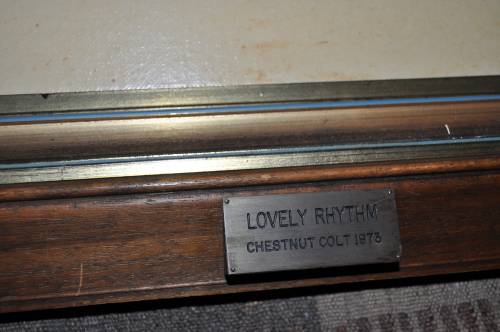 LOVELY RHYTHM
CHESTNUT COLT 1973